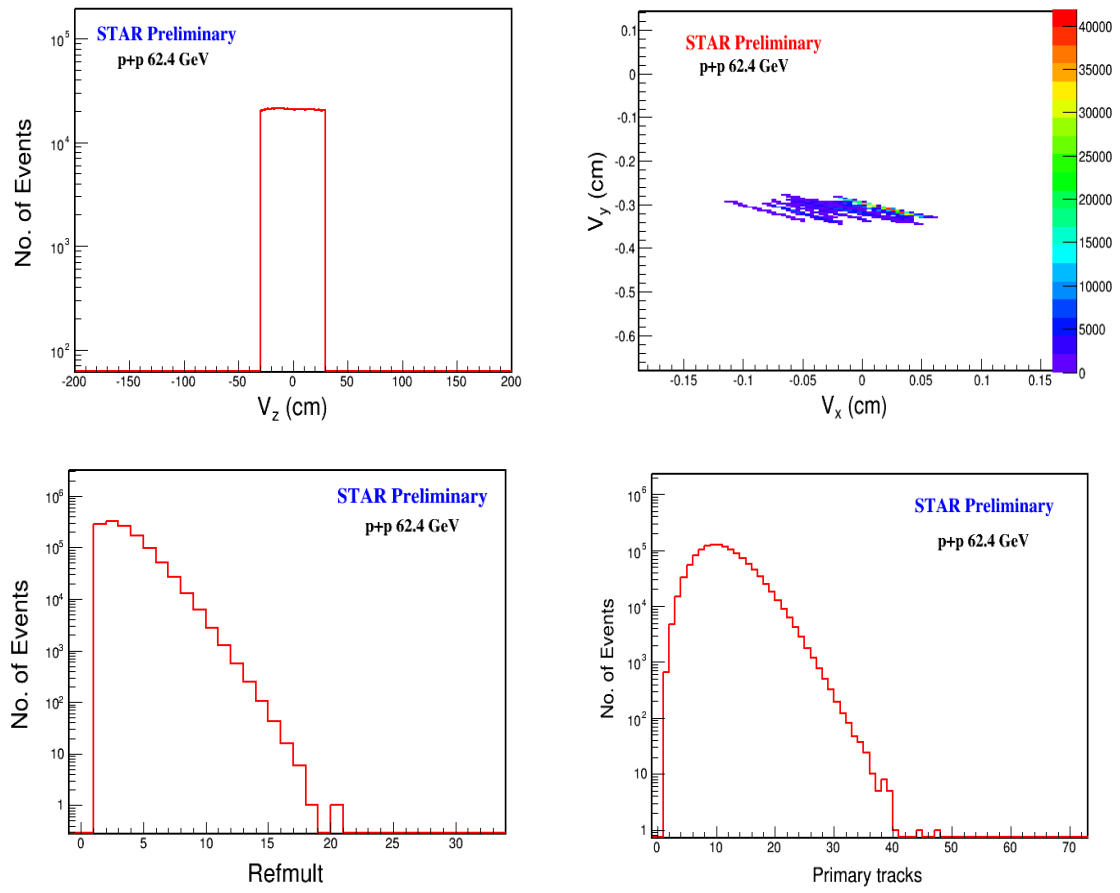 STAR Preliminary
p+p 62.4 GeV
No. of Events
10^5
10^4
10^3
10^2
-200 -150 -100 -50 0 50 100 150 200
V_z (cm)
STAR Preliminary
p+p 62.4 GeV
V_y (cm)
0.1
0
-0.1
-0.2
-0.3
-0.4
-0.5
-0.6
-0.15 -0.1 -0.05 0 0.05 0.1 0.15
V_x (cm)
40000
35000
30000
25000
20000
15000
10000
5000
0
STAR Preliminary
p+p 62.4 GeV
No. of Events
10^6
10^5
10^4
10^3
10^2
10
1
0 5 10 15 20 25 30
Refmult
STAR Preliminary
p+p 62.4 GeV
No. of Events
10^6
10^5
10^4
10^3
10^2
10
1
0 10 20 30 40 50 60 70
Primary tracks